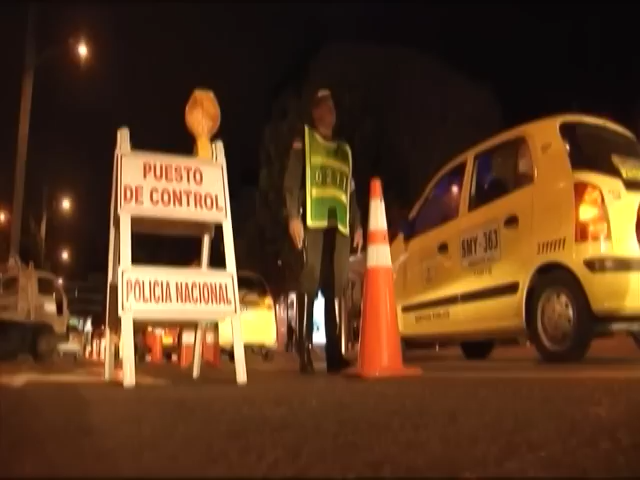 PUESTO
DE CONTROL
POLICIA NACIONAL
SMY-363